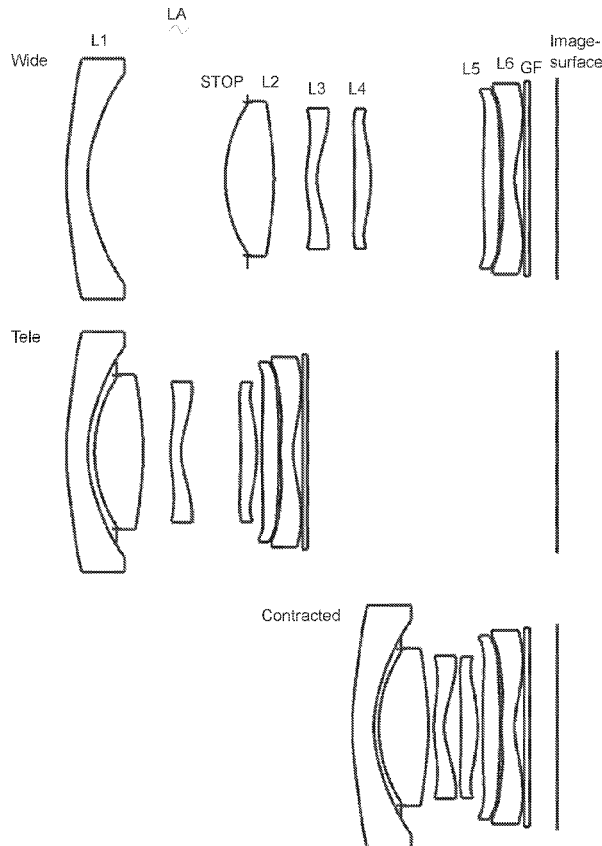 LA
L1
Image-
surface
Wide
STOP L2 L3 L4
L5 L6 GF
Tele
Contracted